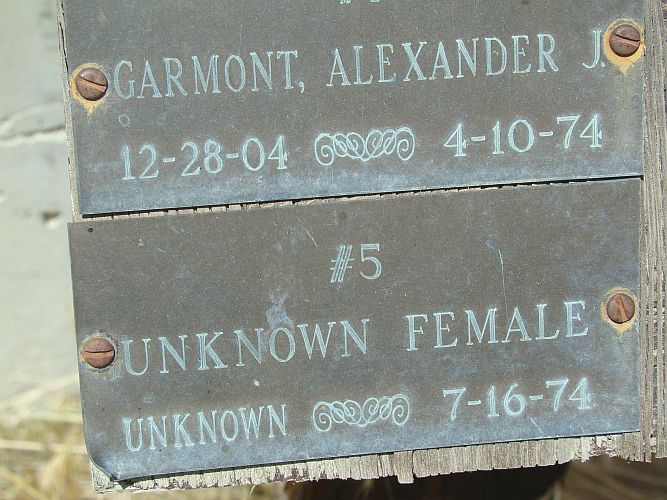 GARMONT, ALEXANDER J.
12-28-04 4-10-74
#5
UNKNOWN FEMALE
UNKNOWN 7-16-74